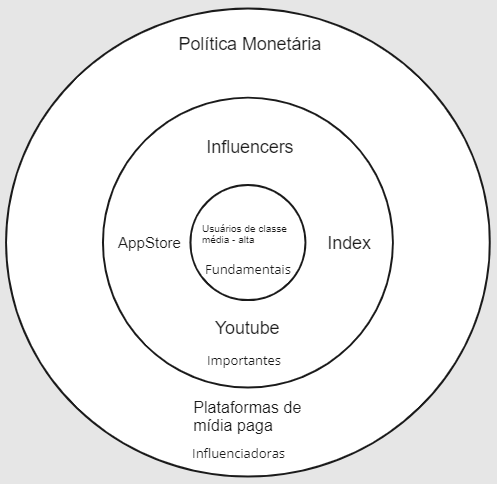 Política Monetária
Influencers
Usuários de classe
média - alta
AppStore
Index
Fundamentais
Youtube
Importantes
Plataformas de
mídia paga
Influenciadoras